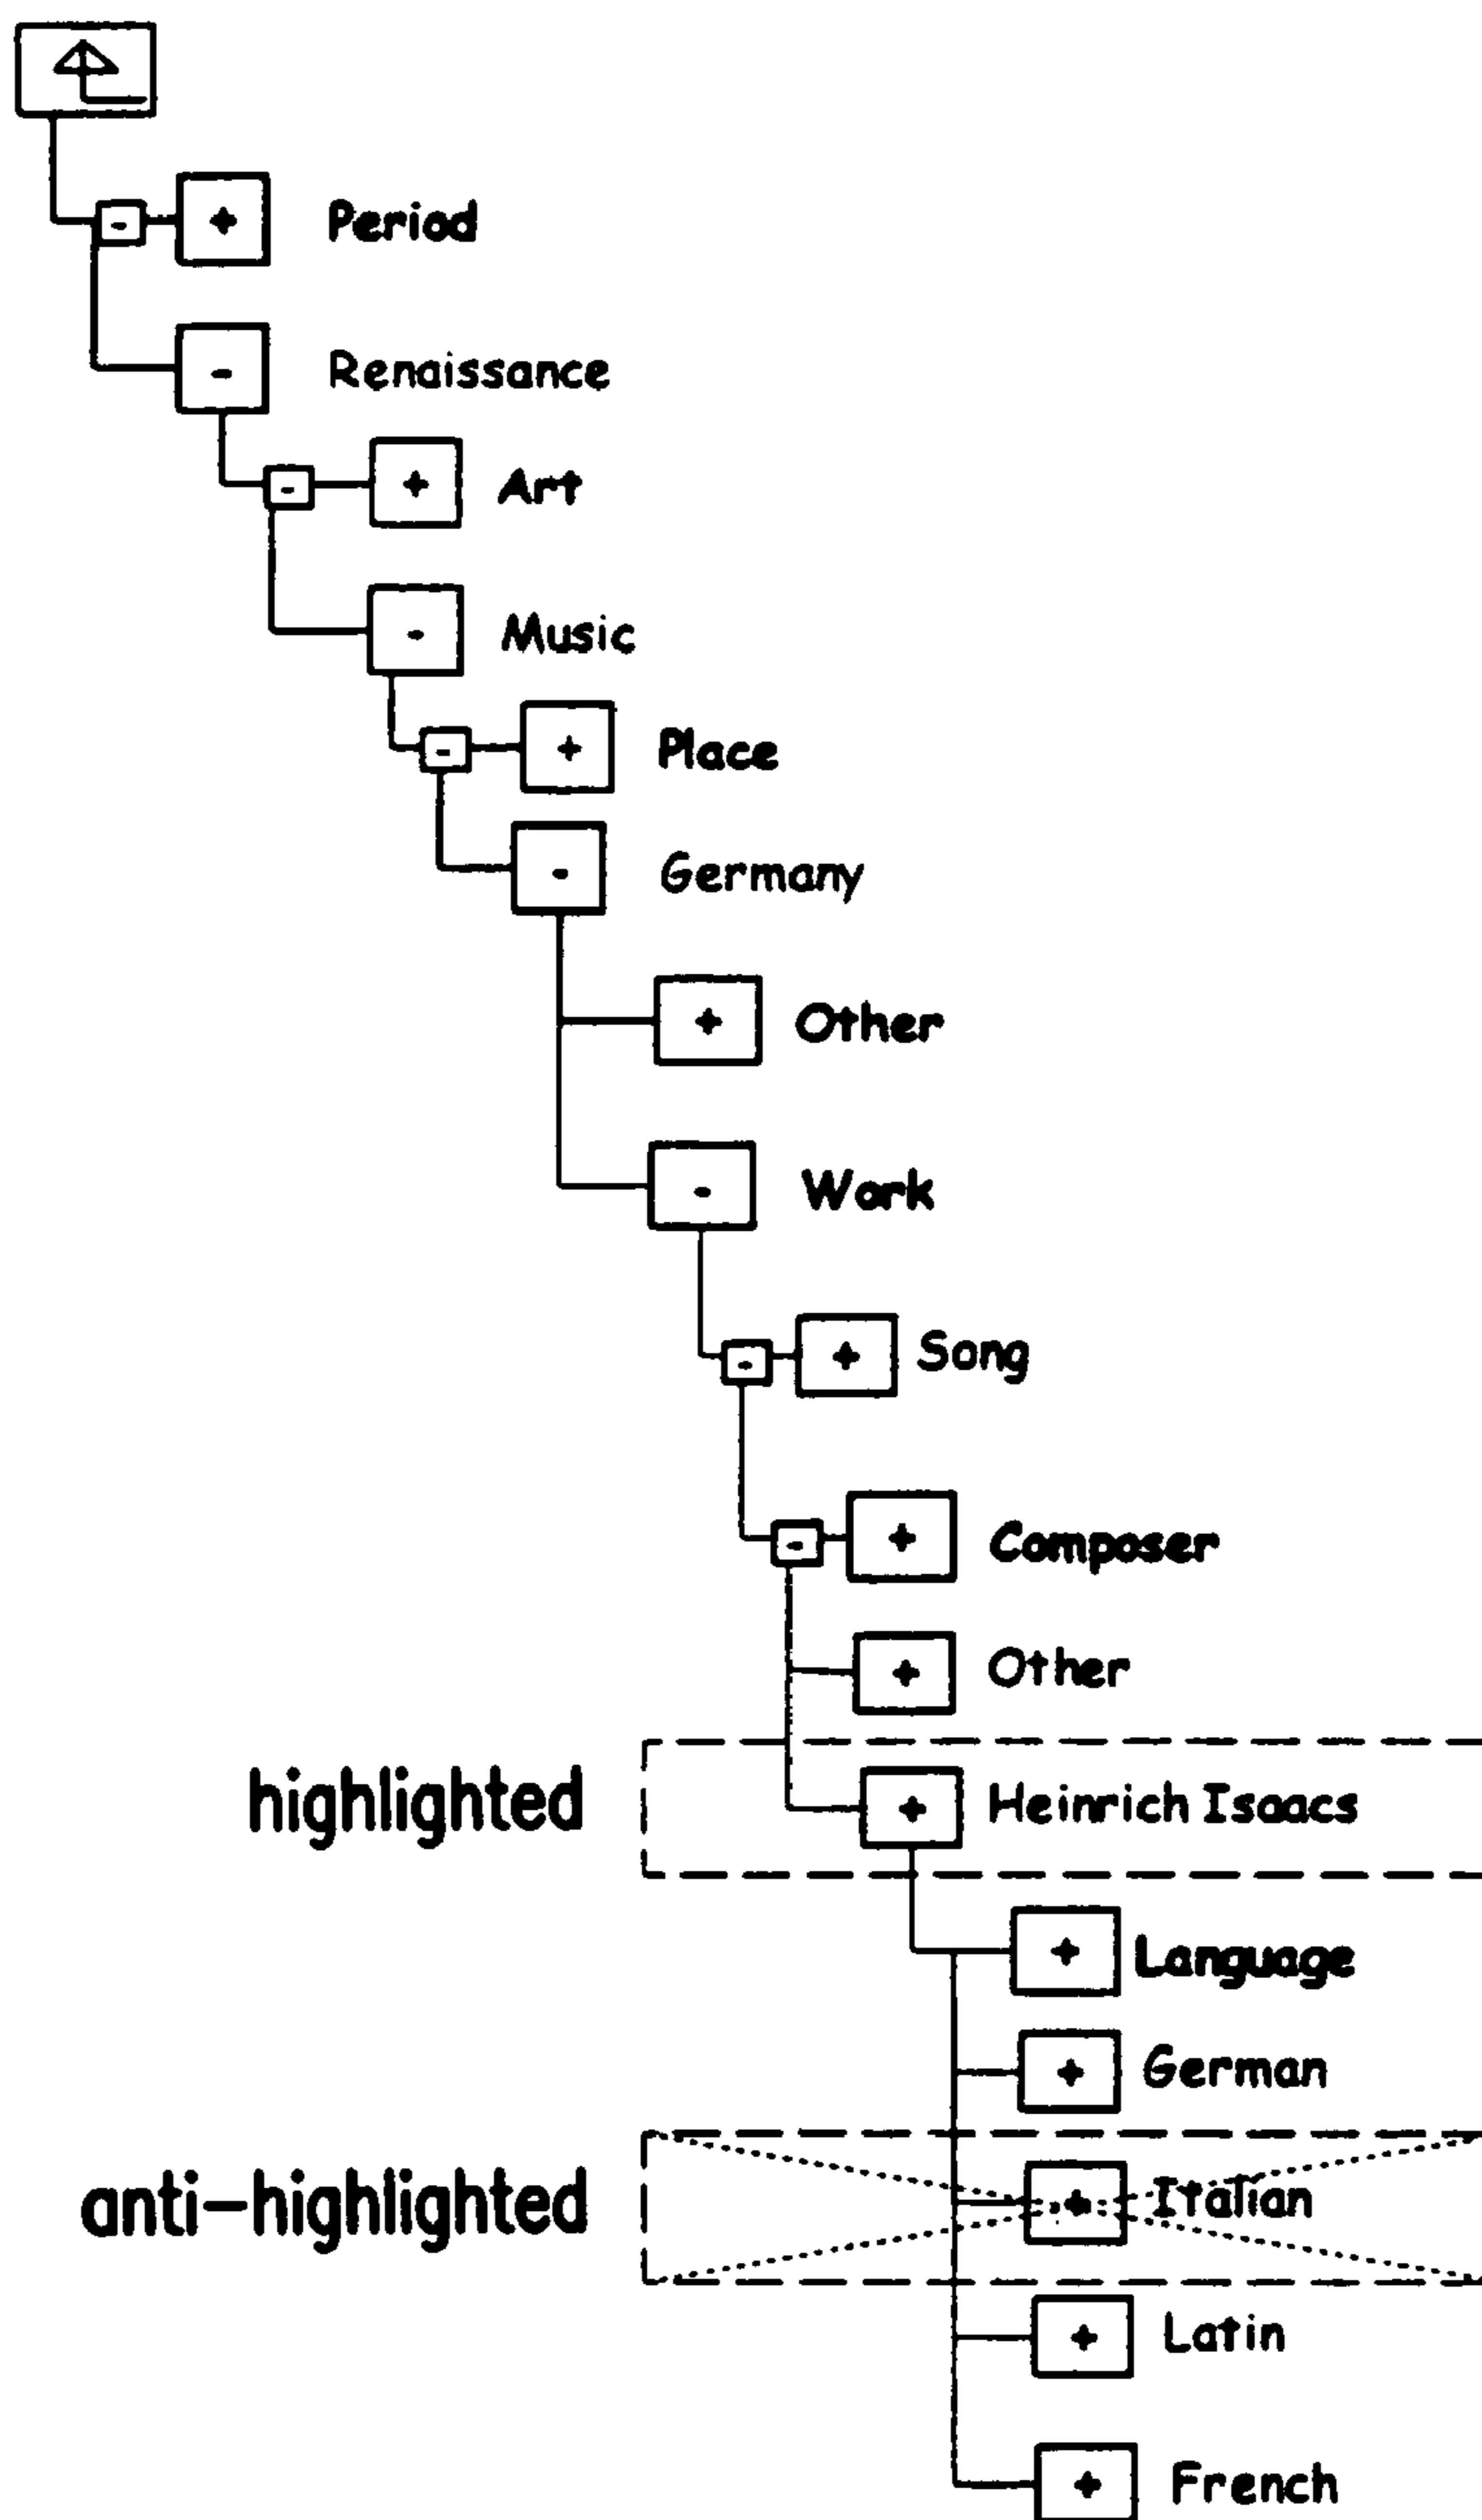 Period
Renaissance
Art
Music
Place
Germany
Other
Work
Song
Composer
Other
highlighted
Heinrich Isaacs
Language
German
anti-highlighted
Italian
Latin
French